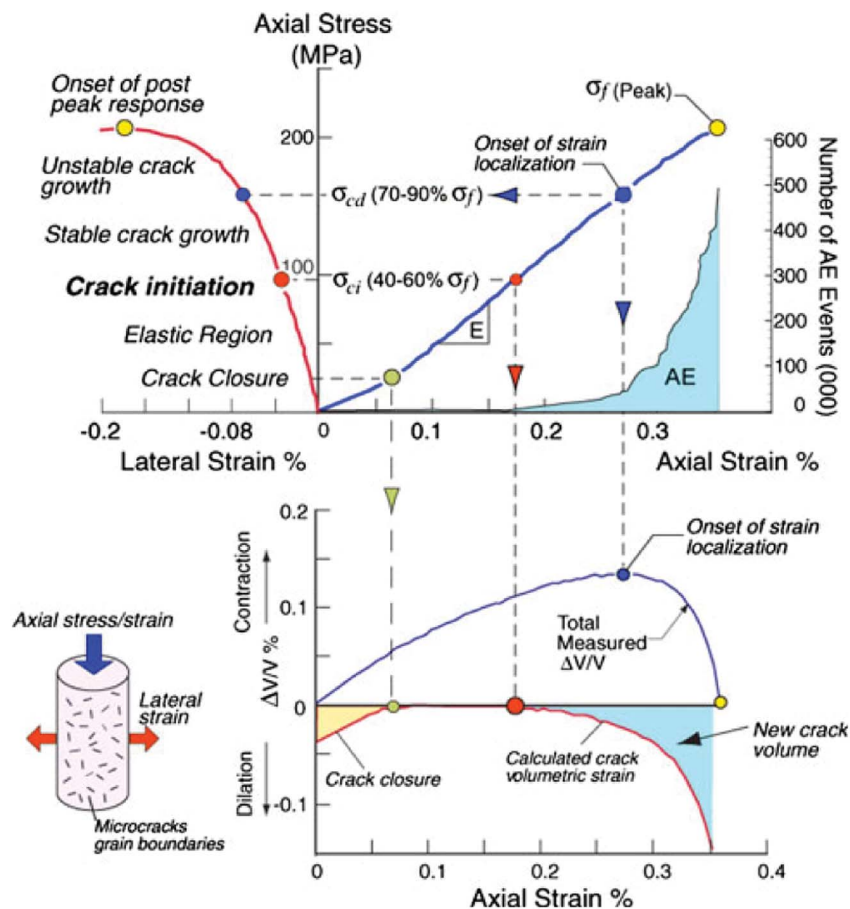 Axial Stress
(MPa)
Onset of post
peak response
σf (Peak)
200
Onset of strain
localization
600
Unstable crack
growth
500
σcd (70-90% σf)
Stable crack growth
400
100
Crack initiation
σci (40-60% σf)
300
Elastic Region
E
200
Crack Closure
100
AE
0
Number of AE Events (000)
-0.2
-0.08
0
0.1
0.2
0.3
Lateral Strain %
Axial Strain %
0.2
Onset of strain
localization
Contraction
0.1
Total
Measured
ΔV/V
ΔV/V %
Axial stress/strain
Lateral
strain
0
New crack
volume
Crack closure
Calculated crack
volumetric strain
Dilation
-0.1
Microcracks
grain boundaries
0
0.1
0.2
0.3
0.4
Axial Strain %